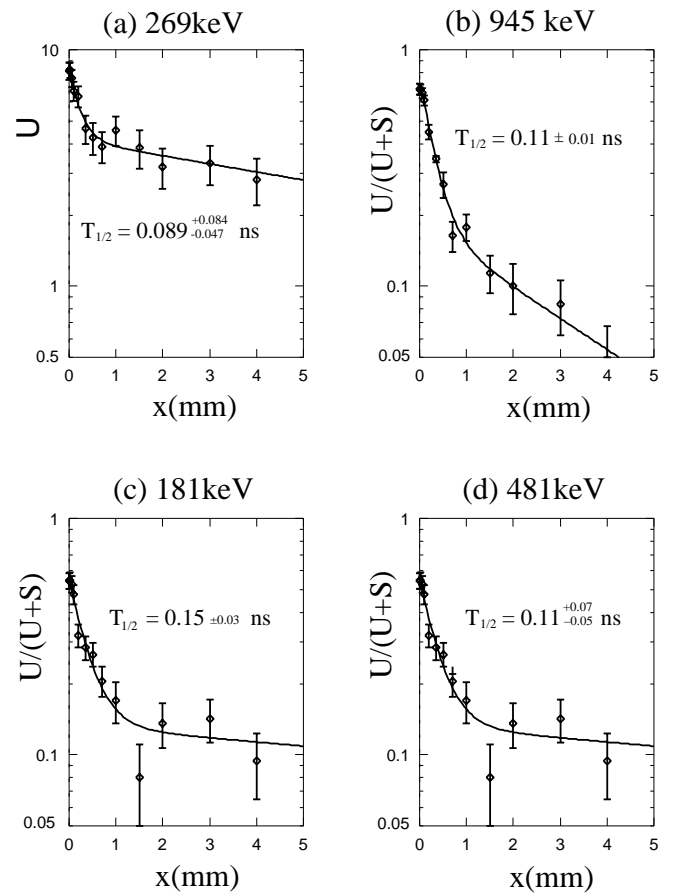 (a) 269keV
10
1
0.5
U
T1/2 = 0.089 +0.084 -0.047 ns
0 1 2 3 4 5
x(mm)
(b) 945 keV
1
0.1
0.05
U/(U+S)
T1/2 = 0.11 ± 0.01 ns
0 1 2 3 4 5
x(mm)
(c) 181keV
1
0.1
0.05
U/(U+S)
T1/2 = 0.15 ±0.03 ns
0 1 2 3 4 5
x(mm)
(d) 481keV
1
0.1
0.05
U/(U+S)
T1/2 = 0.11 +0.07 −0.05 ns
0 1 2 3 4 5
x(mm)